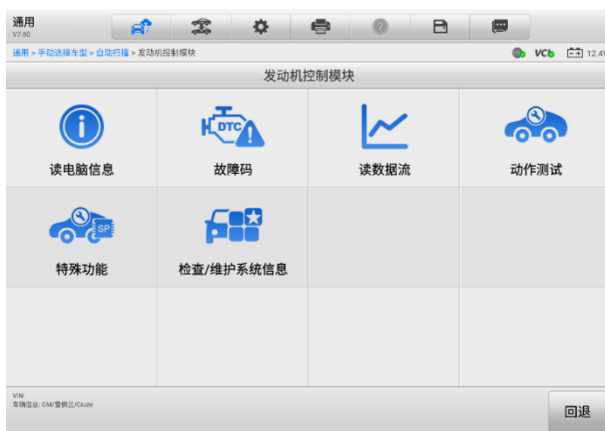 通用
V7.60
通用 > 手动选择车型 > 自动扫描 > 发动机控制模块
VCI
12.4V
发动机控制模块
DTC
读电脑信息
故障码
读数据流
动作测试
SP
特殊功能
检查/维护系统信息
VIN:
车辆信息: GM/雪佛兰/Cruze
回退